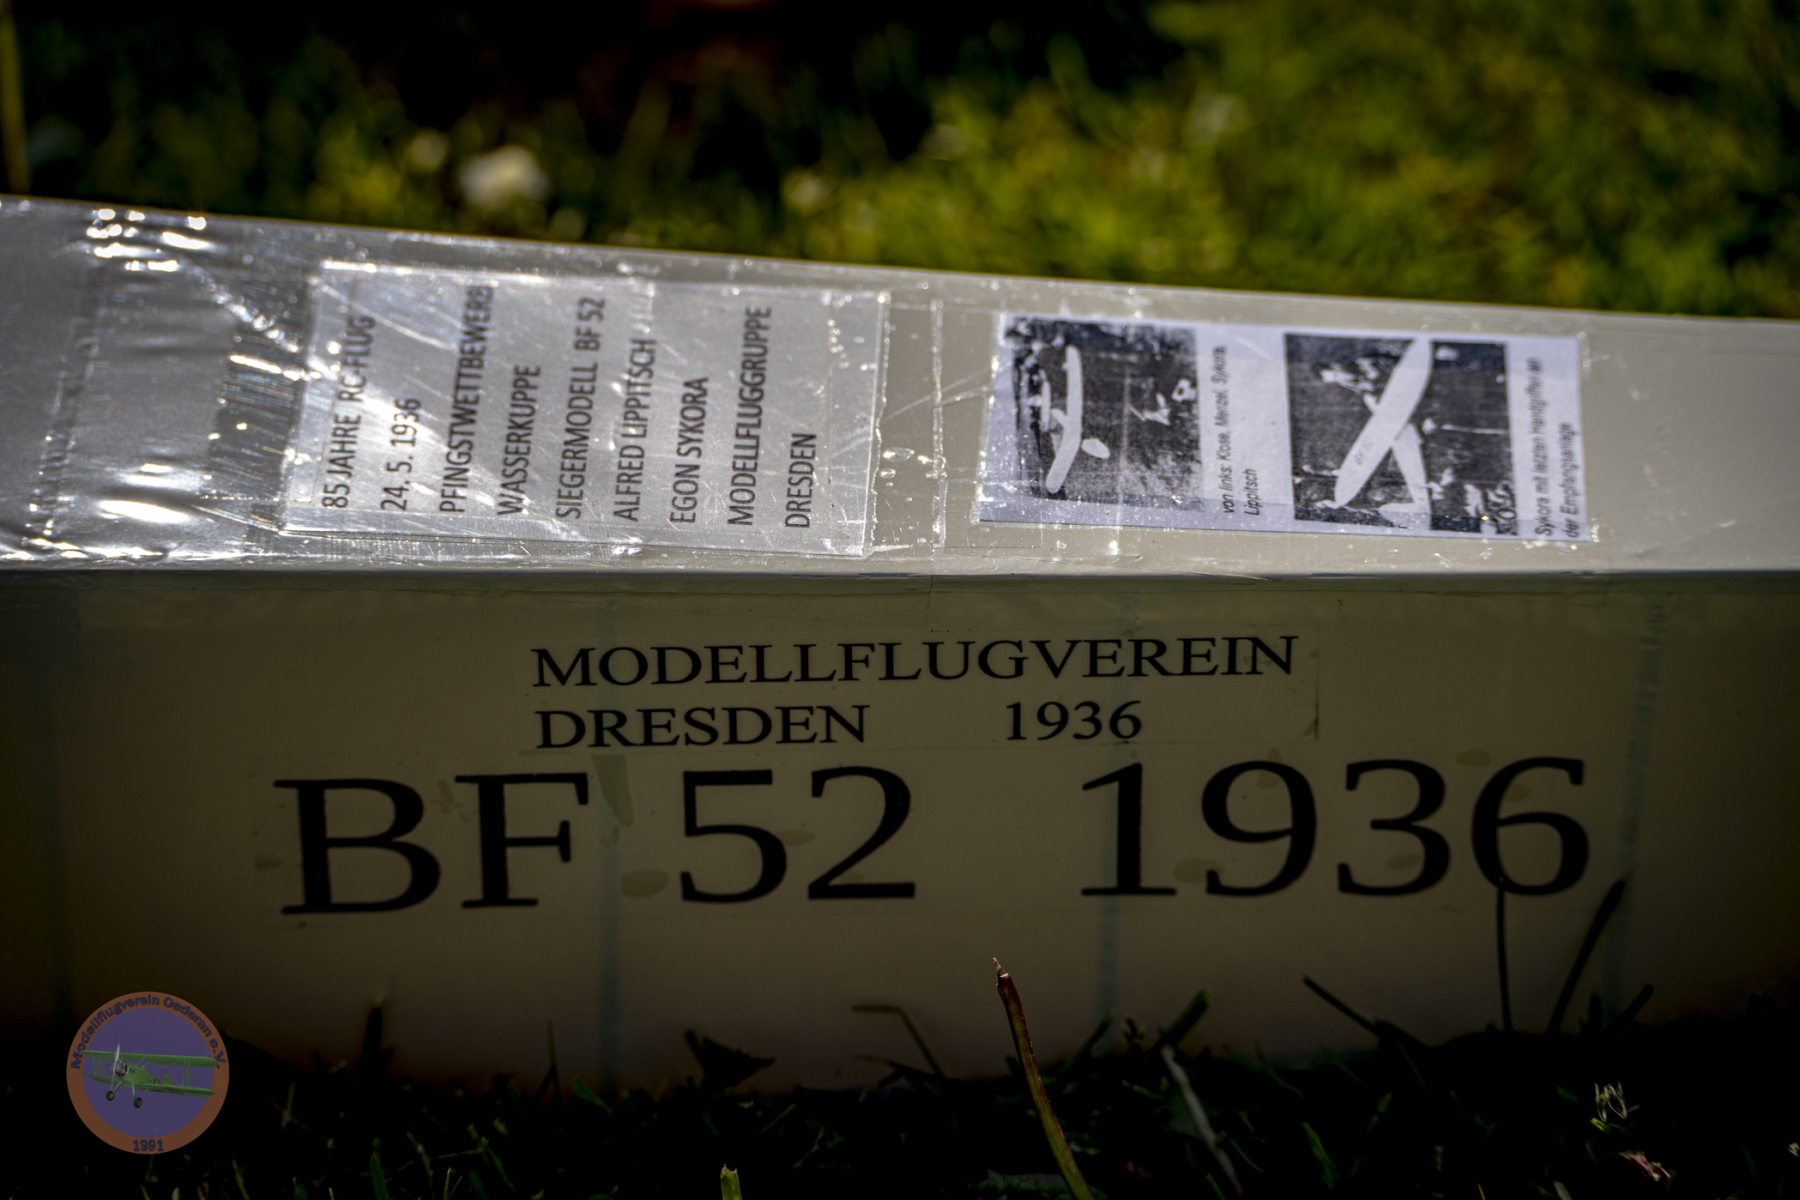 85 JAHRE RC-FLUG
24. 5. 1936
PFINGSTWETTBEWERB
WASSERKUPPE
SIEGERMODELL BF 52
ALFRED LIPPITSCH
EGON SYKORA
MODELLFLUGGRUPPE
DRESDEN
von links: Klose, Menzel, Sykora,
Lippitsch
Sykora mit letzten Handgriffen an
der Empfangsanlage
MODELLFLUGVEREIN
DRESDEN 1936
BF 52 1936
Modellflugverein Oederan e.V.
1991